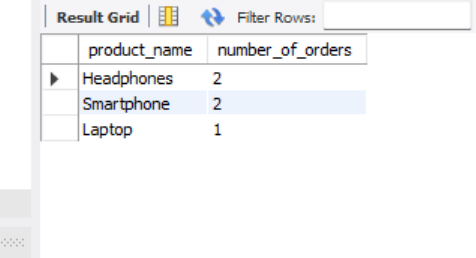 Result Grid Filter Rows:
product_name number_of_orders
Headphones 2
Smartphone 2
Laptop 1